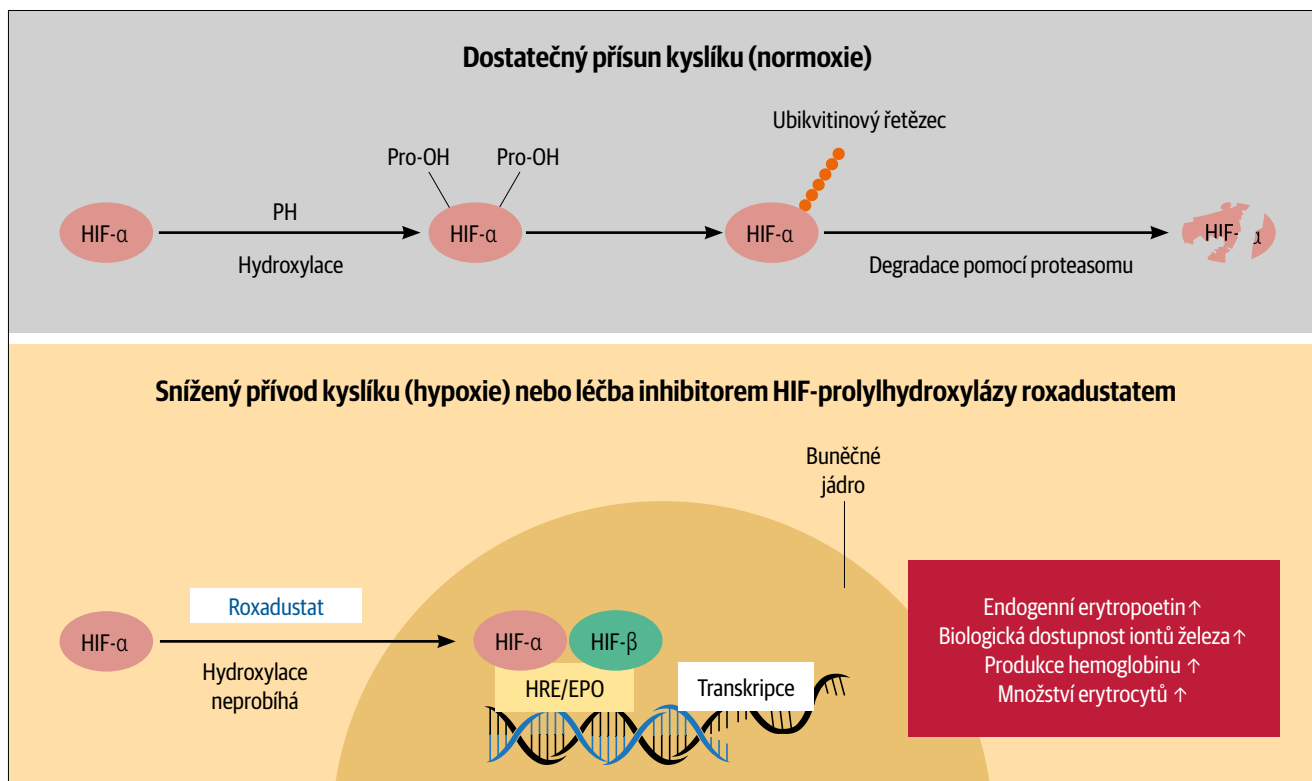 Dostatečný přísun kyslíku (normoxie)
Ubikvitinový řetězec
Pro-OH
Pro-OH
PH
HIF-α
HIF-α
HIF-α
HIF-α
Hydroxylace
Degradace pomocí proteasomu
Snížený přívod kyslíku (hypoxie) nebo léčba inhibitorem HIF-prolylhydroxylázy roxadustatem
Buněčné
jádro
Roxadustat
HIF-α
Hydroxylace
neprobíhá
HIF-α
HIF-β
HRE/EPO
Transkripce
Endogenní erytropoetin ↑
Biologická dostupnost iontů železa ↑
Produkce hemoglobinu ↑
Množství erytrocytů ↑